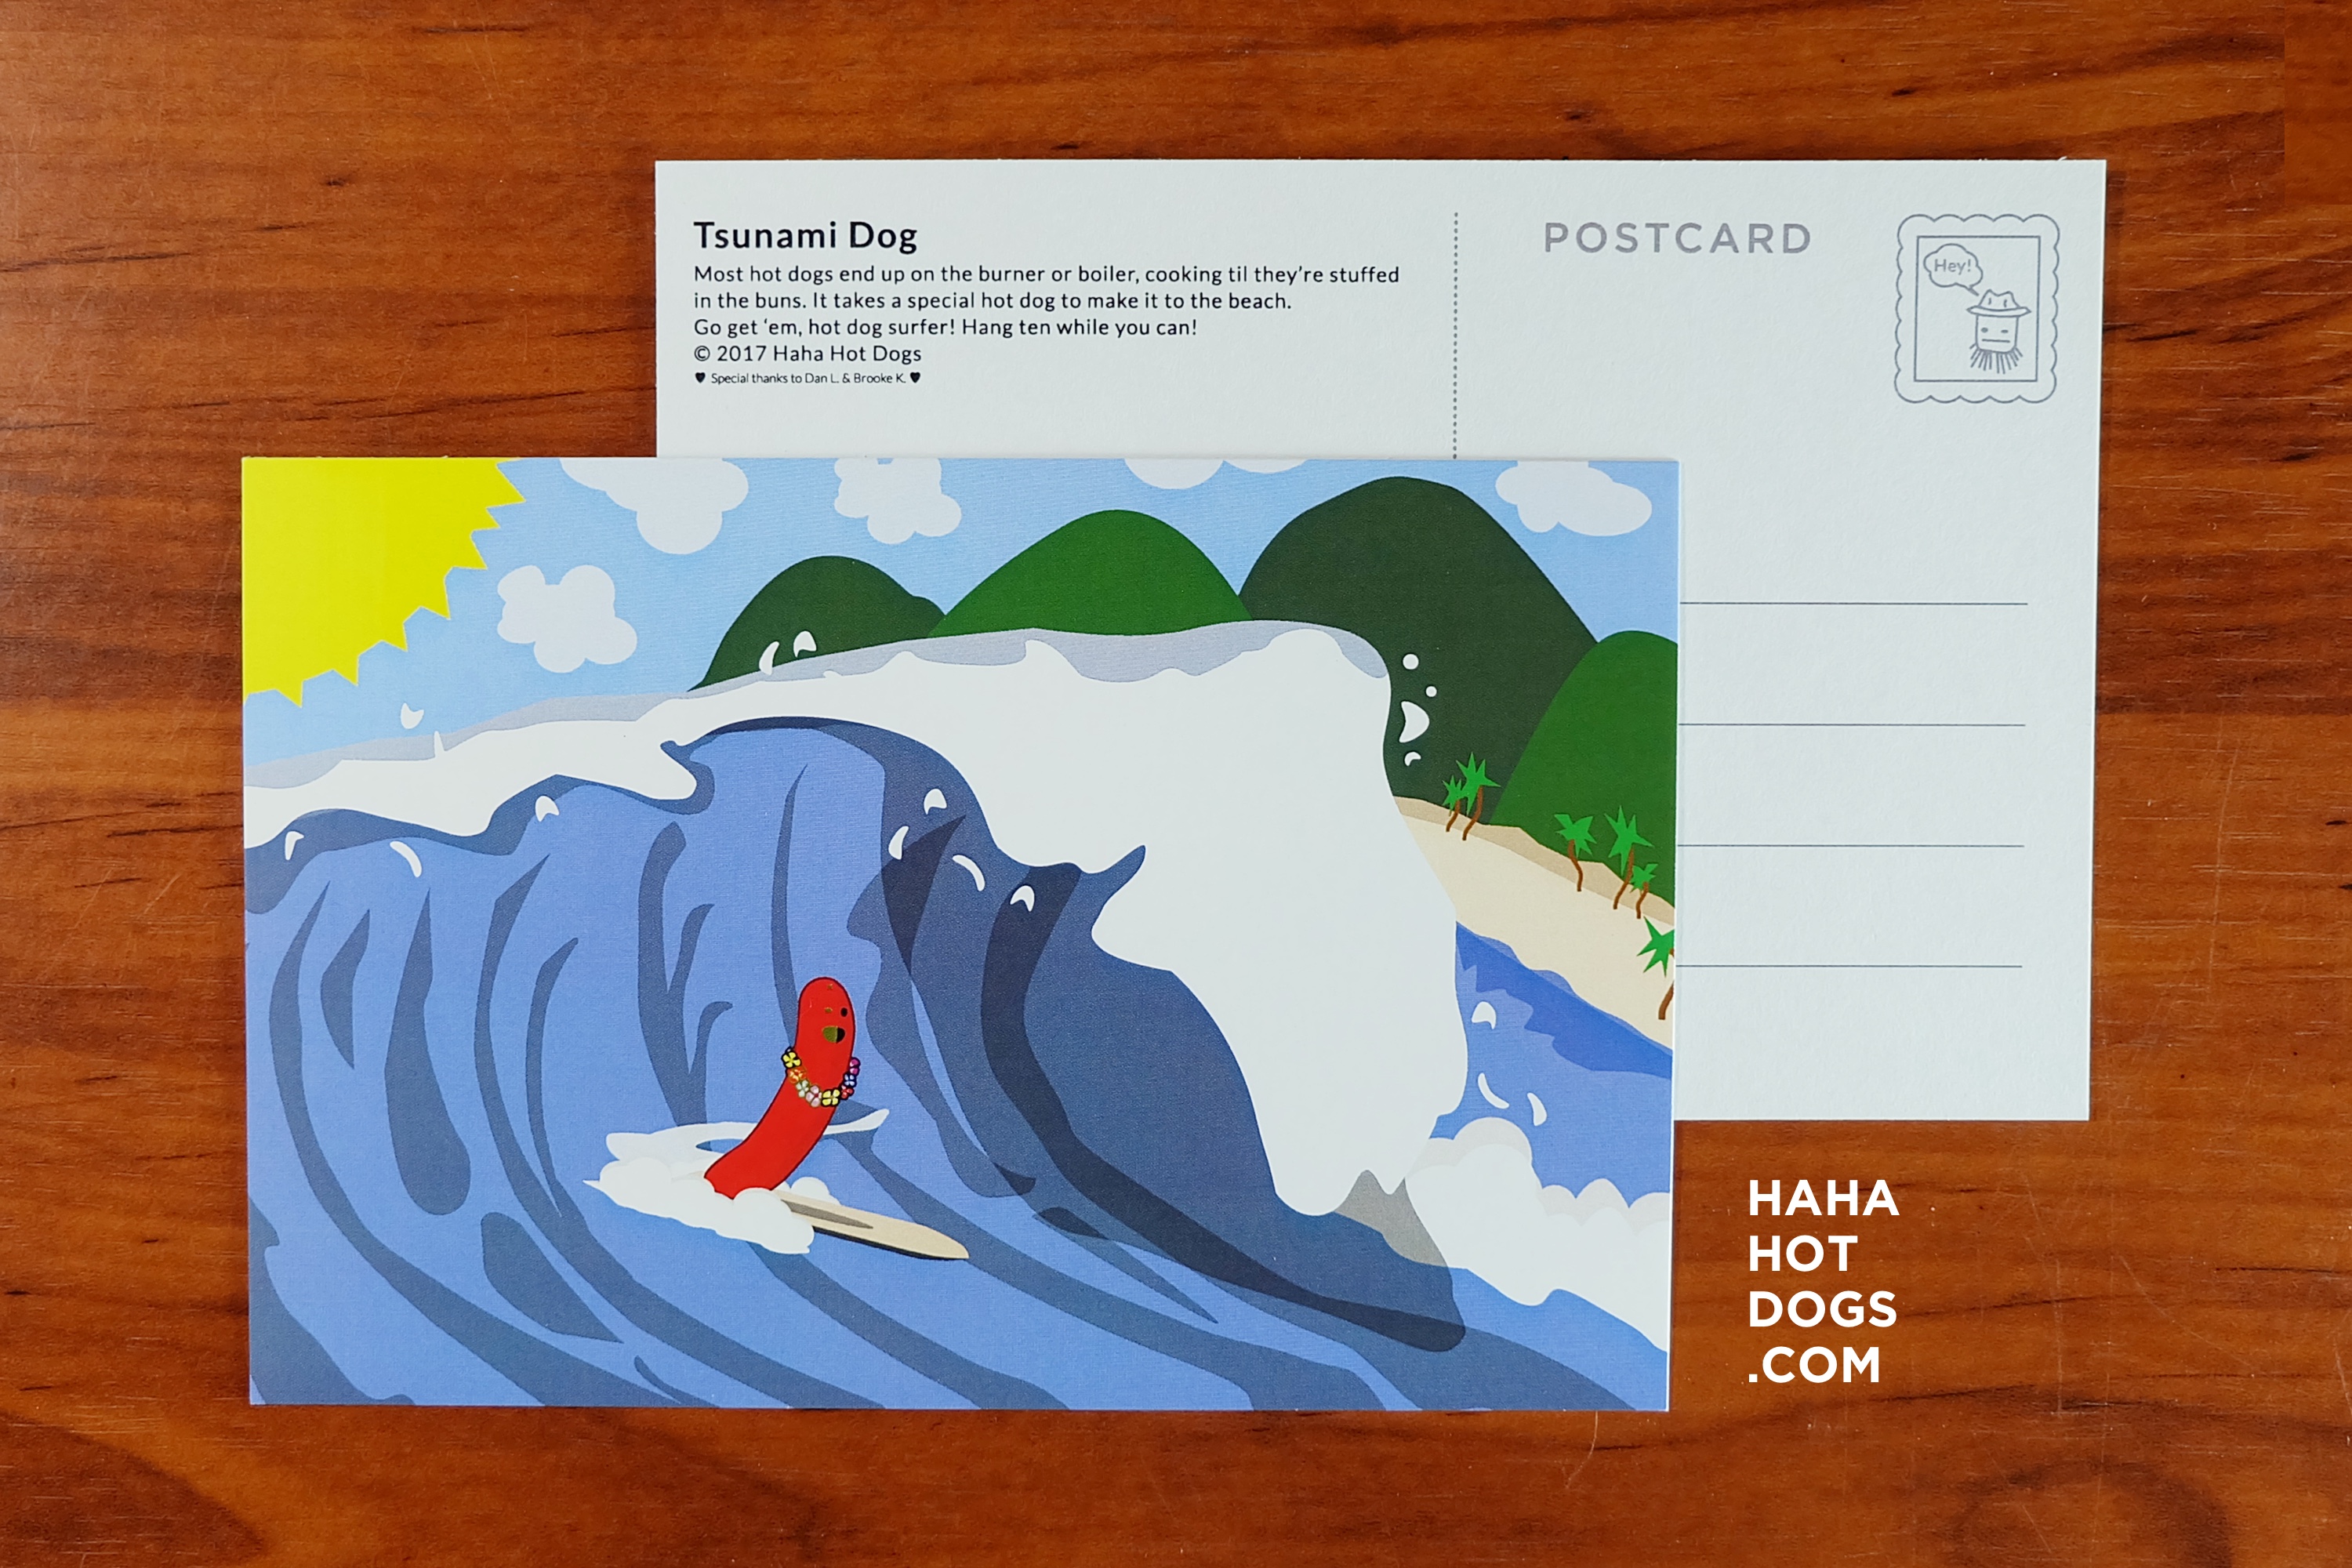 Tsunami Dog
Most hot dogs end up on the burner or boiler, cooking til they're stuffed
in the buns. It takes a special hot dog to make it to the beach.
Go get ‘em, hot dog surfer! Hang ten while you can!
© 2017 Haha Hot Dogs
♥ Special thanks to Dan L. & Brooke K. ♥
POSTCARD
Hey!
HAHA
HOT
DOGS
.COM